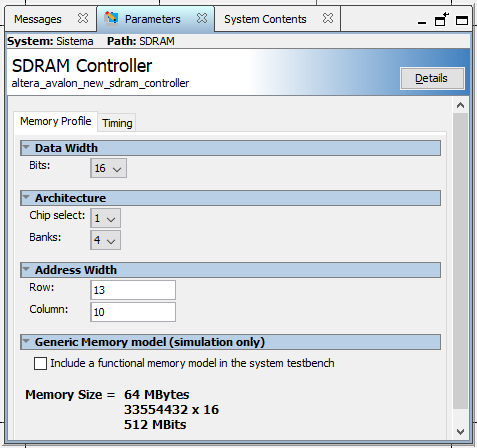 Messages Parameters System Contents
System: Sistema Path: SDRAM
SDRAM Controller
altera_avalon_new_sdram_controller
Details
Memory Profile Timing
Data Width
Bits: 16
Architecture
Chip select: 1
Banks: 4
Address Width
Row: 13
Column: 10
Generic Memory model (simulation only)
Include a functional memory model in the system testbench
Memory Size = 64 MBytes
33554432 x 16
512 MBits